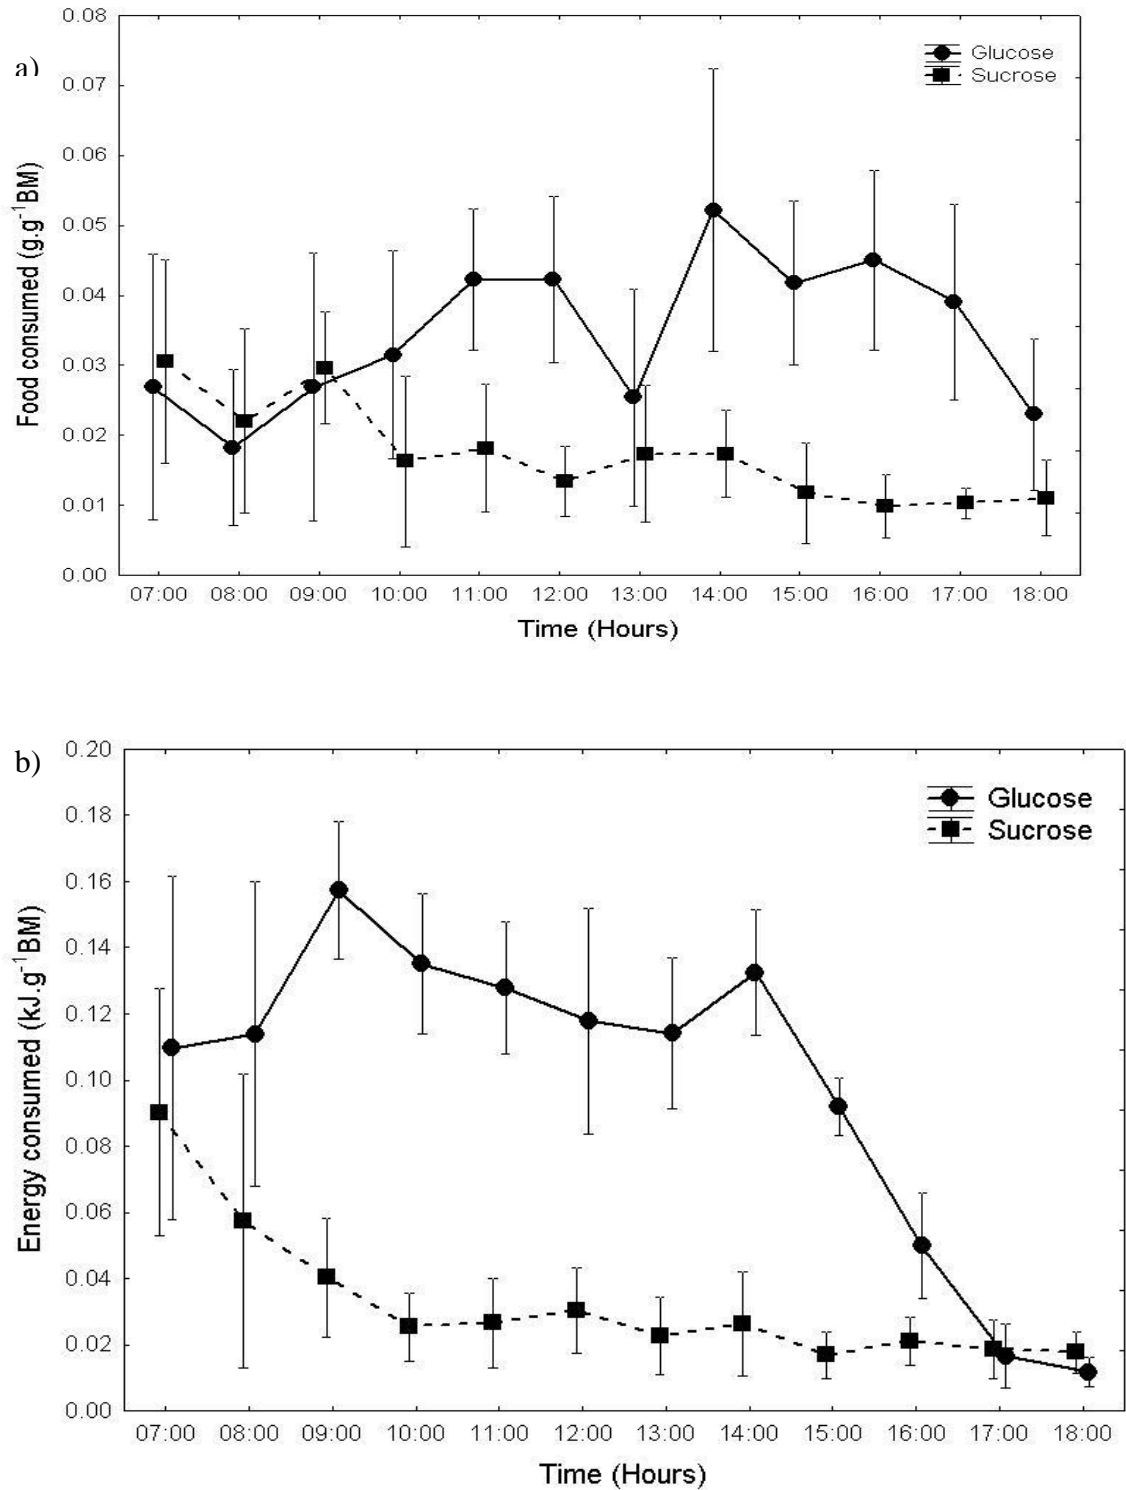 a)
0.08
0.07
0.06
0.05
0.04
0.03
0.02
0.01
0.00
Food consumed (g.g⁻¹BM)
Glucose
Sucrose
07:00 08:00 09:00 10:00 11:00 12:00 13:00 14:00 15:00 16:00 17:00 18:00
Time (Hours)
b)
0.20
0.18
0.16
0.14
0.12
0.10
0.08
0.06
0.04
0.02
0.00
Energy consumed (kJ.g⁻¹BM)
Glucose
Sucrose
07:00 08:00 09:00 10:00 11:00 12:00 13:00 14:00 15:00 16:00 17:00 18:00
Time (Hours)